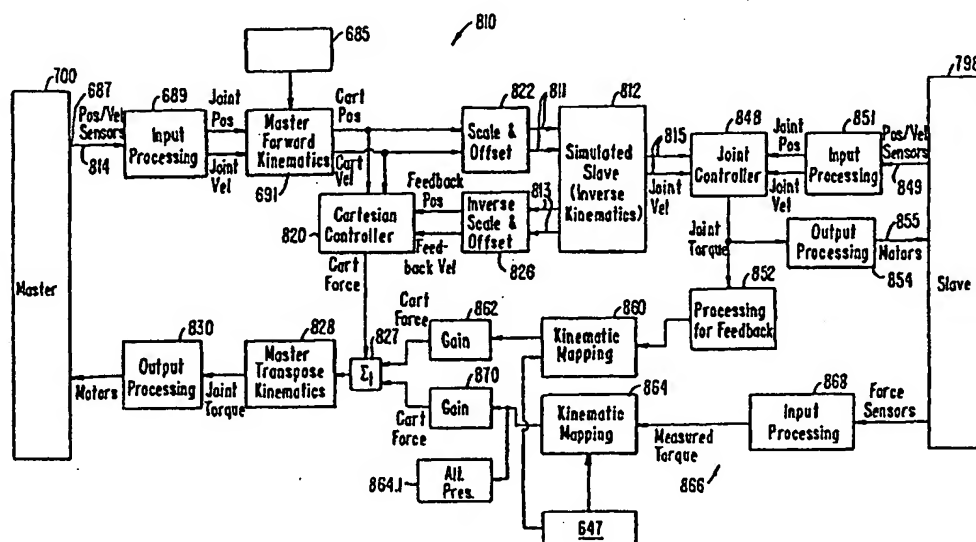 810
685
700
687
Pos/Vel
Sensors
814
689
Input
Processing
Joint
Pos
Joint
Vel
Master
Forward
Kinematics
691
Cart
Pos
Cart
Vel
822
Scale &
Offset
811
812
Simulated
Slave
(Inverse
Kinematics)
815
Joint
Vel
848
Joint
Controller
Joint
Pos
Joint
Vel
851
Input
Processing
798
Pos/Vel
Sensors
849
Feedback
Pos
813
Inverse
Scale &
Offset
826
Cartesian
Controller
820
Feed-
back Vel
Cart
Force
Joint
Torque
Output
Processing
854
855
Motors
852
Processing
for Feedback
Master
Slave
830
Output
Processing
Motors
828
Master
Transpose
Kinematics
Joint
Torque
827
Σf
Cart
Force
862
Gain
860
Kinematic
Mapping
870
Gain
Cart
Force
864
Kinematic
Mapping
Measured
Torque
868
Input
Processing
Force
Sensors
866
864.1
Alt.
Pres.
647